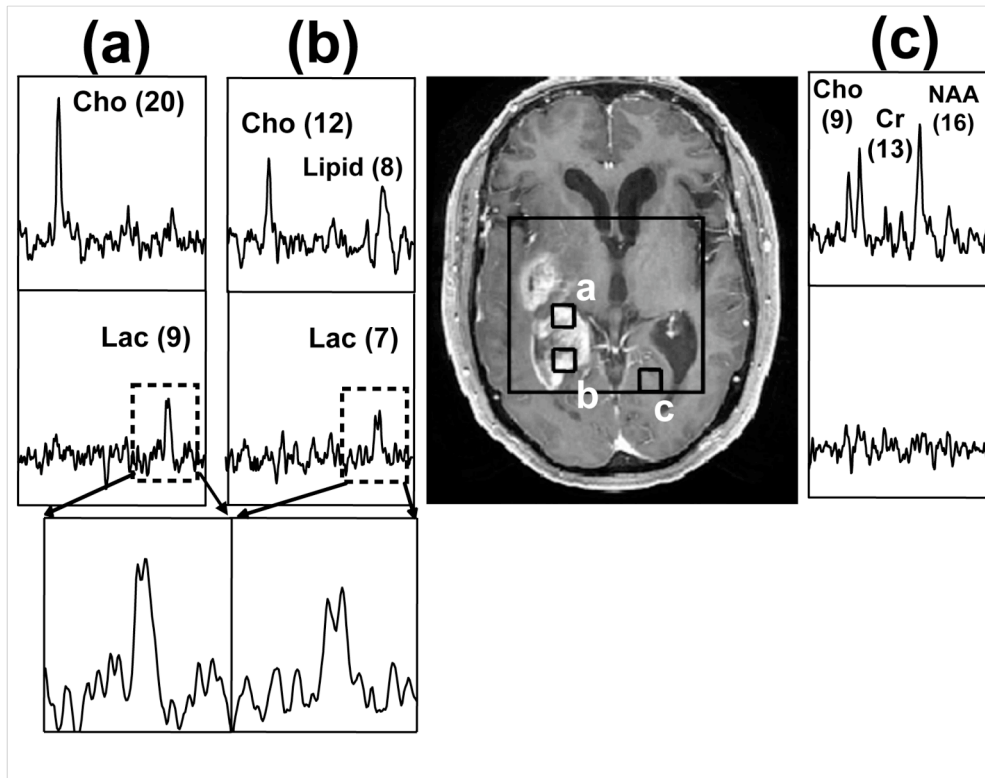 (a)
(b)
(c)
Cho (20)
Cho (12)
Lipid (8)
Cho
(9)
Cr
(13)
NAA
(16)
Lac (9)
Lac (7)
a
b
c